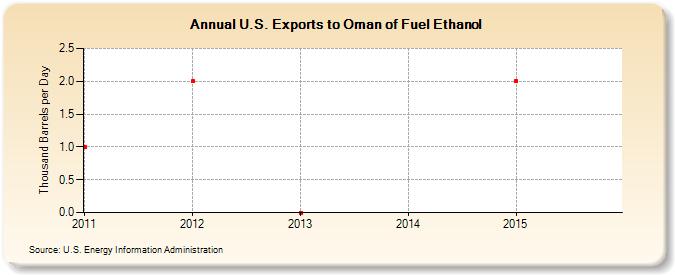 Annual U.S. Exports to Oman of Fuel Ethanol
Thousand Barrels per Day
2.5
2.0
1.5
1.0
0.5
0.0
2011 2012 2013 2014 2015
Source: U.S. Energy Information Administration